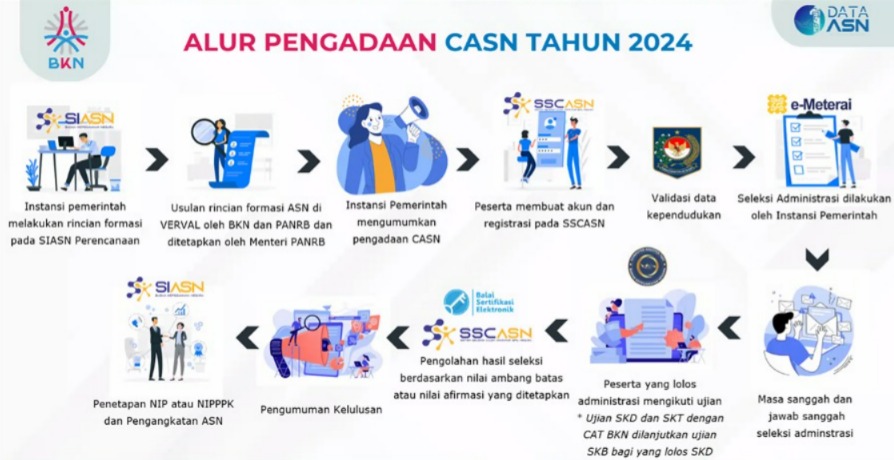 BKN
DATA
ASN
ALUR PENGADAAN CASN TAHUN 2024
SIASN
Instansi pemerintah
melakukan rincian formasi
pada SIASN Perencanaan
Usulan rincian formasi ASN di
VERVAL oleh BKN dan PANRB dan
ditetapkan oleh Menteri PANRB
Instansi Pemerintah
mengumumkan
pengadaan CASN
SSCASN
Peserta membuat akun dan
registrasi pada SSCASN
Validasi data
kependudukan
e-Meterai
Seleksi Administrasi dilakukan
oleh Instansi Pemerintah
Masa sanggah dan
jawab sanggah
seleksi adminstrasi
Peserta yang lolos
administrasi mengikuti ujian
* Ujian SKD dan SKT dengan
CAT BKN dilanjutkan ujian
SKB bagi yang lolos SKD
Balai
Sertifikasi
Elektronik
SSCASN
Pengolahan hasil seleksi
berdasarkan nilai ambang batas
atau nilai afirmasi yang ditetapkan
Pengumuman Kelulusan
SIASN
Penetapan NIP atau NIPPPK
dan Pengangkatan ASN